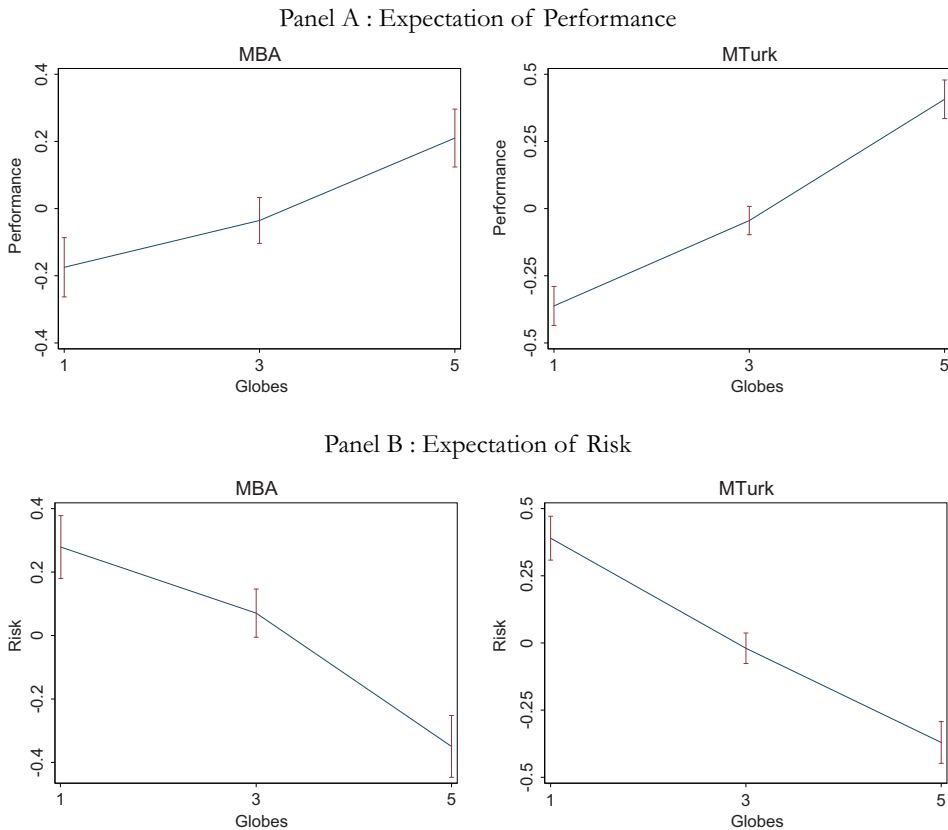 Panel A : Expectation of Performance
MBA
Performance
0.4
0.2
0
-0.2
-0.4
1 3 5
Globes
MTurk
Performance
0.5
0.25
0
-0.25
-0.5
1 3 5
Globes
Panel B : Expectation of Risk
MBA
Risk
0.4
0.2
0
-0.2
-0.4
1 3 5
Globes
MTurk
Risk
0.5
0.25
0
-0.25
-0.5
1 3 5
Globes